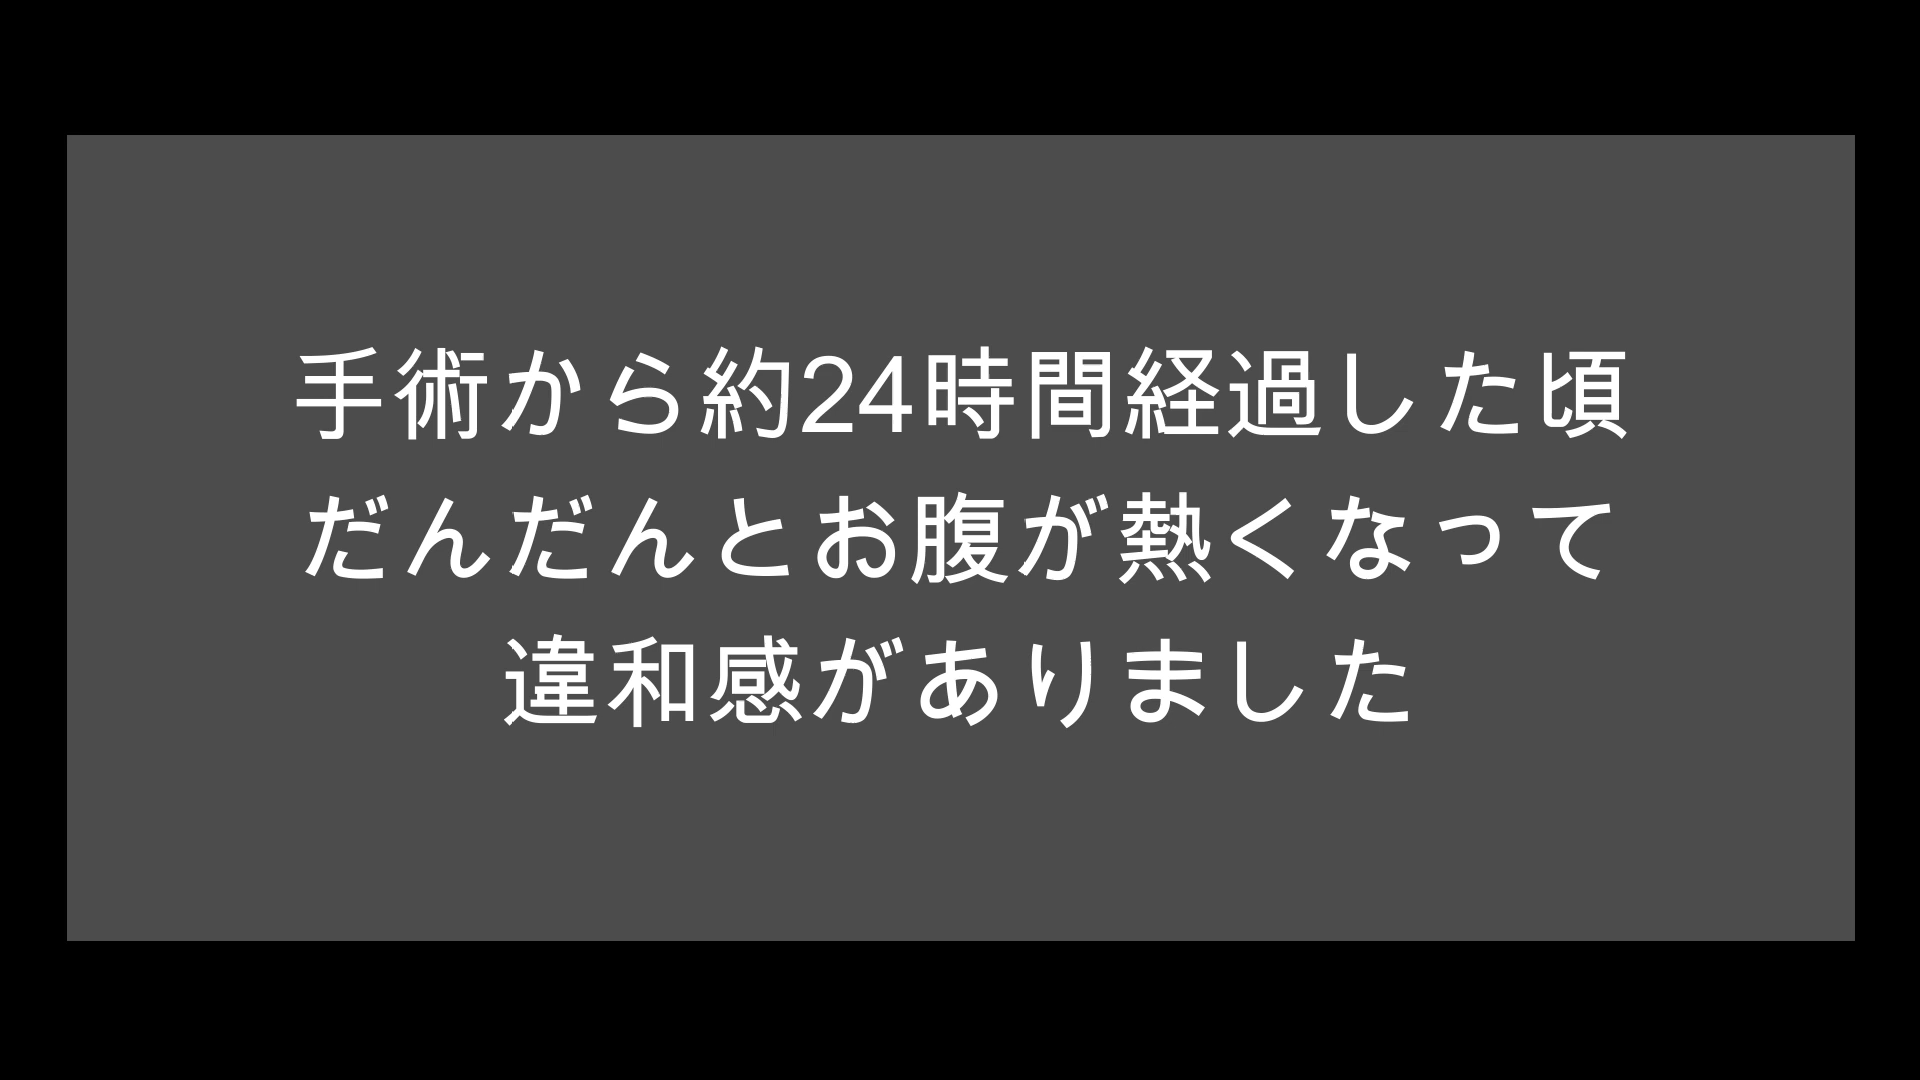 手術から約24時間経過した頃
だんだんとお腹が熱くなって
違和感がありました